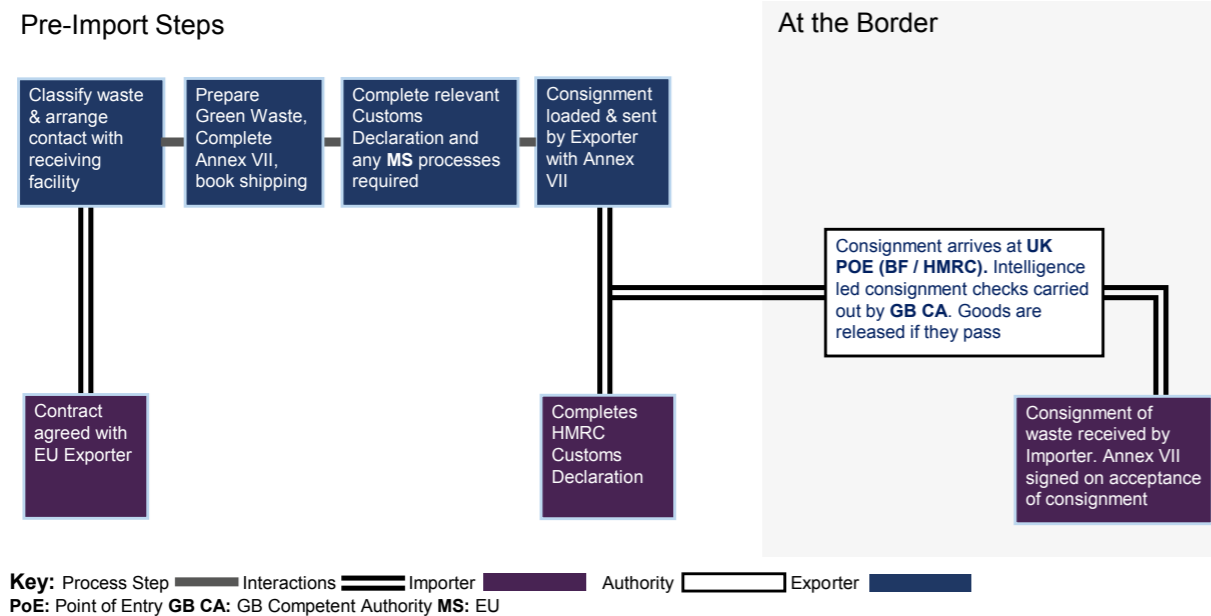 Pre-Import Steps
At the Border
Classify waste
& arrange
contact with
receiving
facility
Prepare
Green Waste,
Complete
Annex VII,
book shipping
Complete relevant
Customs
Declaration and
any MS processes
required
Consignment
loaded & sent
by Exporter
with Annex
VII
Consignment arrives at UK
POE (BF / HMRC). Intelligence
led consignment checks carried
out by GB CA. Goods are
released if they pass
Contract
agreed with
EU Exporter
Completes
HMRC
Customs
Declaration
Consignment of
waste received by
Importer. Annex VII
signed on acceptance
of consignment
Key: Process Step Interactions Importer Authority Exporter
PoE: Point of Entry GB CA: GB Competent Authority MS: EU